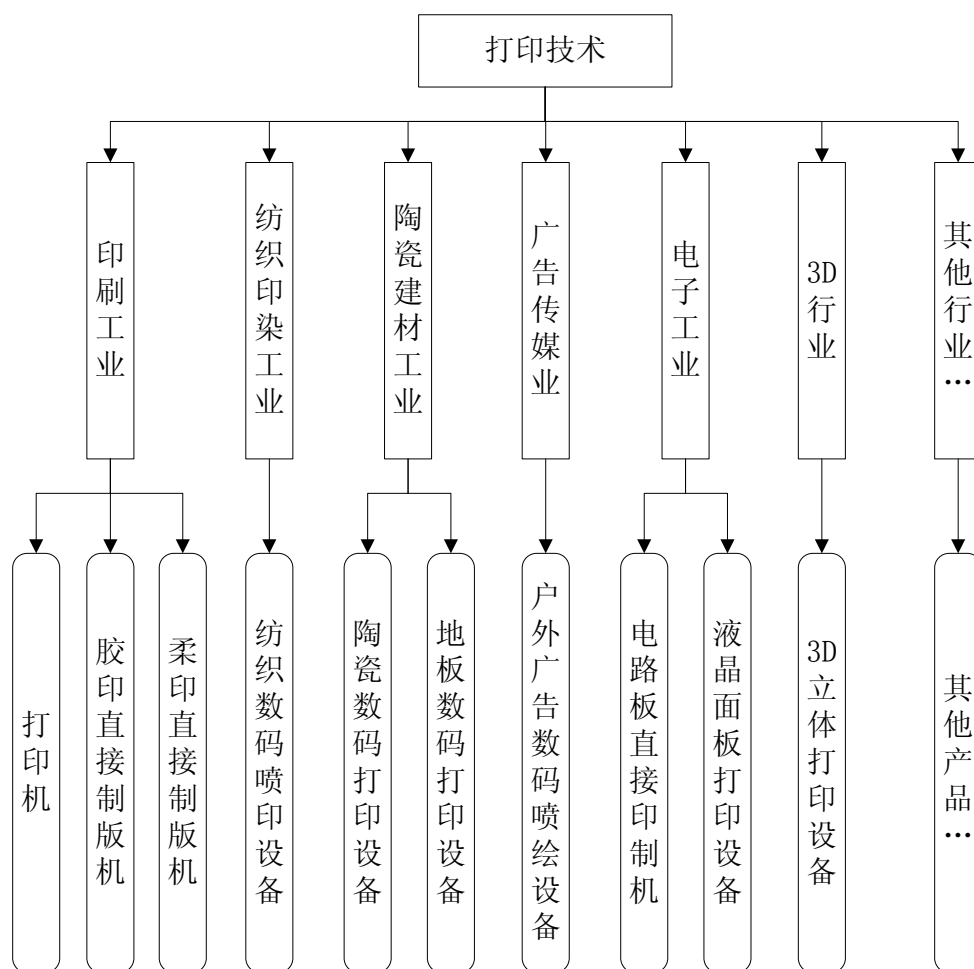 打印技术
印刷工业
纺织印染工业
陶瓷建材工业
广告传媒业
电子工业
3D行业
其他行业…
打印机
胶印直接制版机
柔印直接制版机
纺织数码喷印设备
陶瓷数码打印设备
地板数码打印设备
户外广告数码喷绘设备
电路板直接印制机
液晶面板打印设备
3D立体打印设备
其他产品…